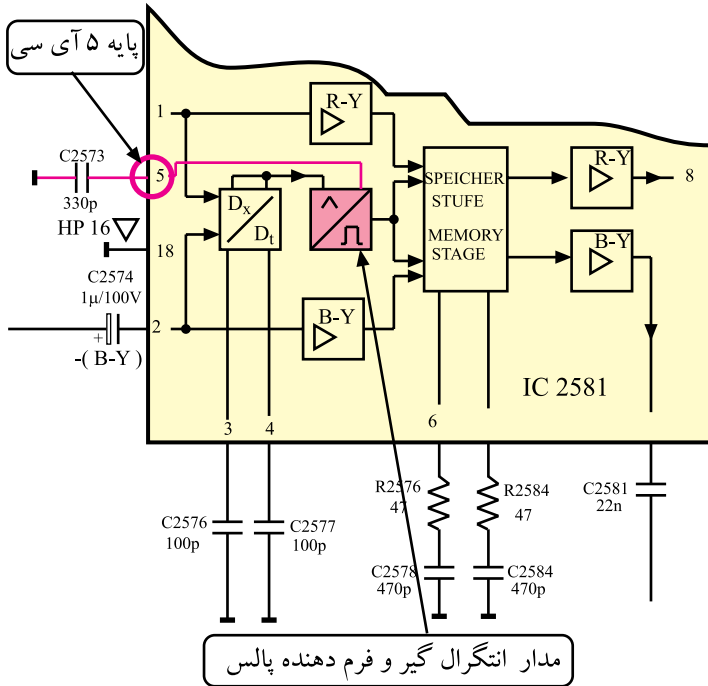 پایه ۵ آی سی
1
R-Y
C2573
330p
5
SPEICHER
STUFE
MEMORY
STAGE
R-Y
8
HP 16
18
Dx
Dt
B-Y
C2574
1µ/100V
+
2
-( B-Y )
B-Y
IC 2581
3
4
6
R2576
47
R2584
47
C2581
22n
C2576
100p
C2577
100p
C2578
470p
C2584
470p
مدار انتگرال گیر و فرم دهنده پالس